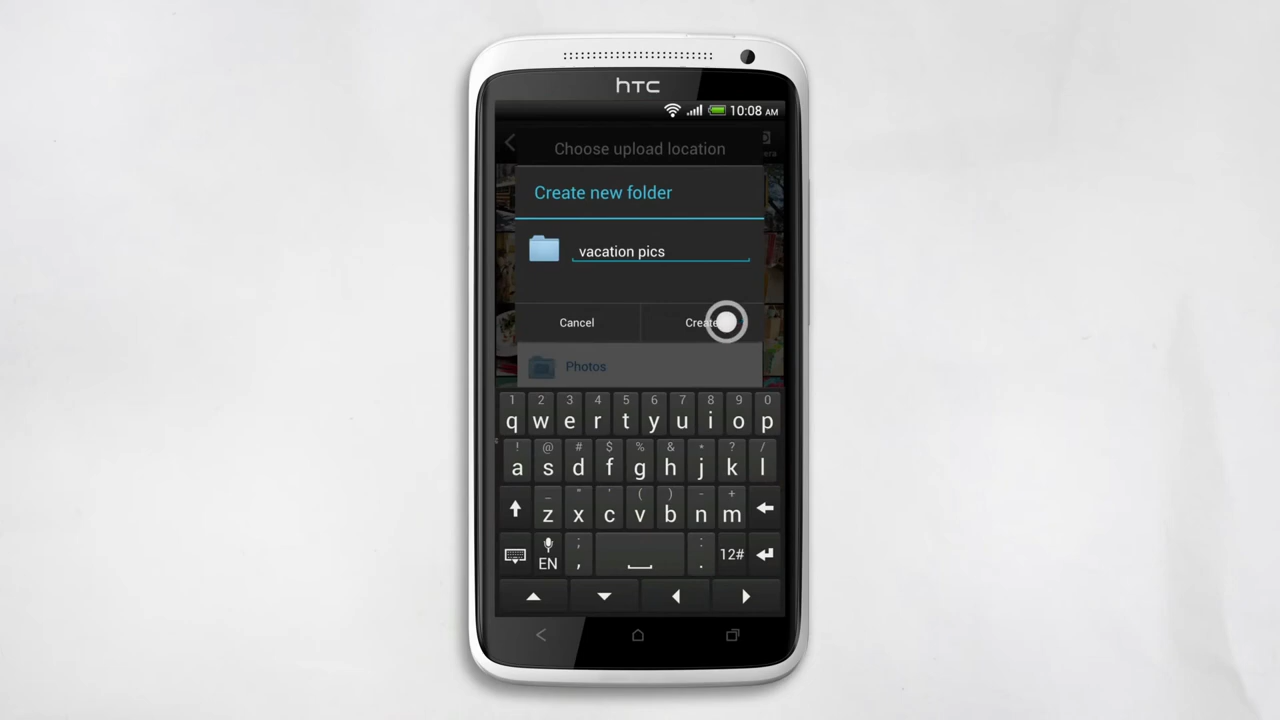 hTC
10:08 AM
Choose upload location
era
Create new folder
vacation pics
Cancel
Create
Photos
1 2 3 4 5 6 7 8 9 0
q w e r t y u i o p
! @ # $ % & * ? /
a s d f g h j k l
_ " ' ( ) - +
z x c v b n m
; :
EN , . 12#